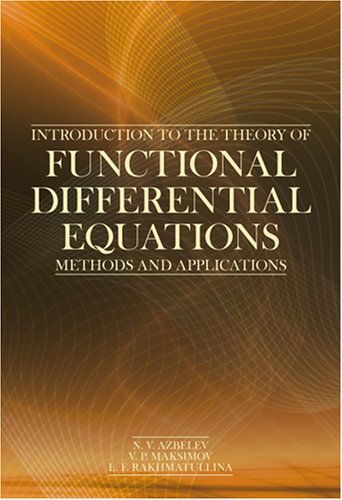 INTRODUCTION TO THE THEORY OF
FUNCTIONAL
DIFFERENTIAL
EQUATIONS
METHODS AND APPLICATIONS
N. V. AZBELEV
V. P. MAKSIMOV
L. F. RAKHMATULLINA